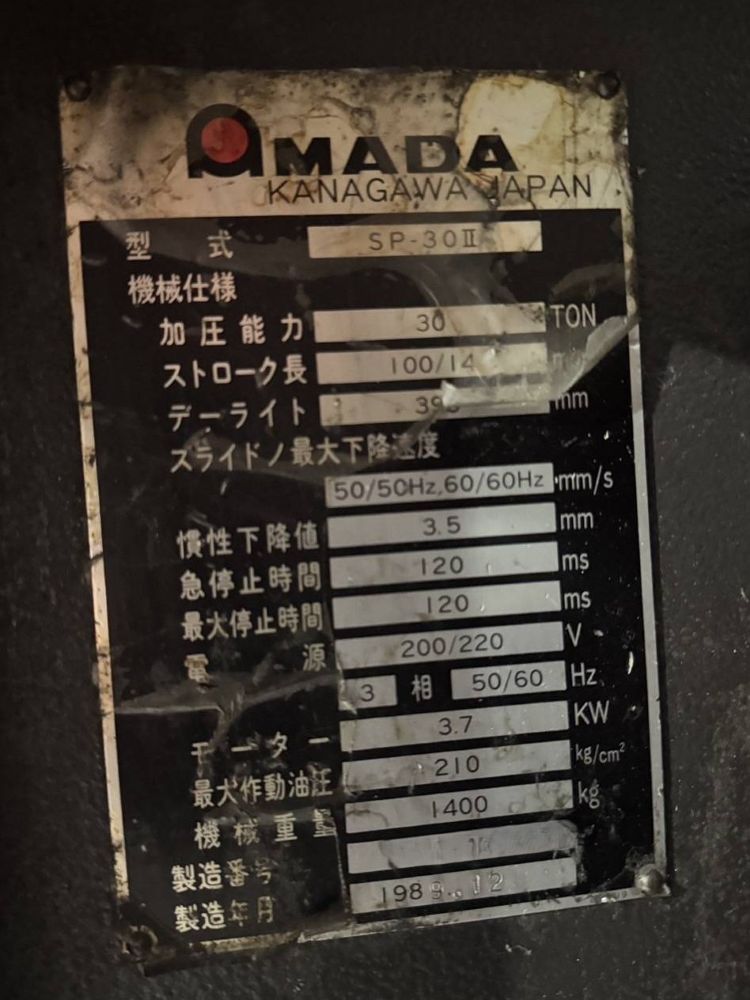 AMADA
KANAGAWA JAPAN
型 式 SP-30II
機械仕様
加圧能力 30 TON
ストローク長 100/14
デーライト mm
スライドノ最大下降速度
50/50Hz,60/60Hz mm/s
慣性下降値 3.5 mm
急停止時間 120 ms
最大停止時間 120 ms
電 源 200/220 V
3 相 50/60 Hz
モーター 3.7 KW
最大作動油圧 210 kg/cm²
機械重量 1400 kg
製造番号
製造年月 198 12